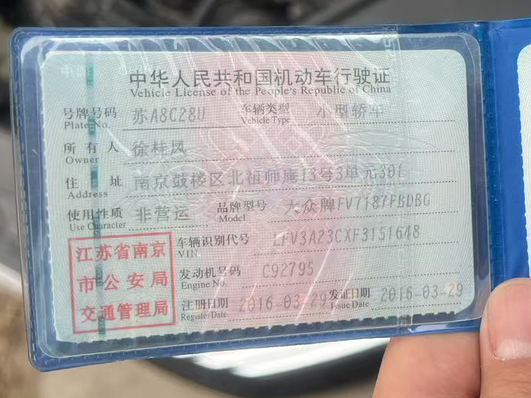 中华人民共和国机动车行驶证
Vehicle License of the People's Republic of China
号牌号码 苏A8C28U 车辆类型 小型轿车
Plate No. Vehicle Type
所有人 徐桂凤
Owner
住址 南京鼓楼区北祖师庵13号3单元301
Address
使用性质 非营运 品牌型号 大众牌FV7187FBDBG
Use Character Model
江苏省南京市公安局交通管理局
车辆识别代号 LFV3A23CXF3151648
VIN
发动机号码 C92795
Engine No.
注册日期 2016-03-29 发证日期 2016-03-29
Register Date Issue Date